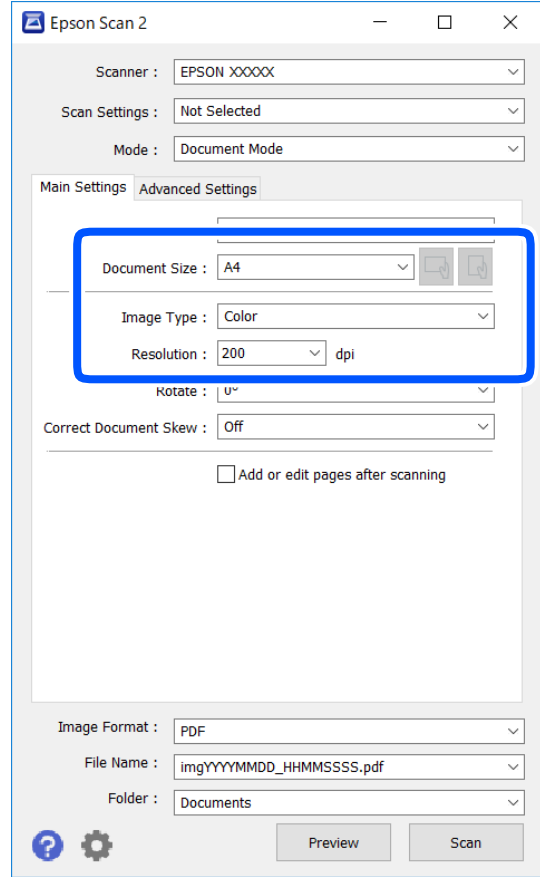 Epson Scan 2
Scanner : EPSON XXXXX
Scan Settings : Not Selected
Mode : Document Mode
Main Settings Advanced Settings
Document Size : A4
Image Type : Color
Resolution : 200 dpi
Rotate : 0°
Correct Document Skew : Off
Add or edit pages after scanning
Image Format : PDF
File Name : imgYYYYMMDD_HHMMSSSS.pdf
Folder : Documents
? Preview Scan